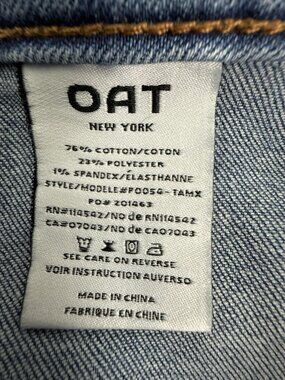 OAT
NEW YORK
76% COTTON/COTON
23% POLYESTER
1% SPANDEX/ÉLASTHANNE
STYLE/MODELE#P0054-TAMX
PO# 201463
RN#114542/NO de RN114542
CA#07043/NO de CA07043
SEE CARE ON REVERSE
VOIR INSTRUCTION AUVERSO
MADE IN CHINA
FABRIQUE EN CHINE